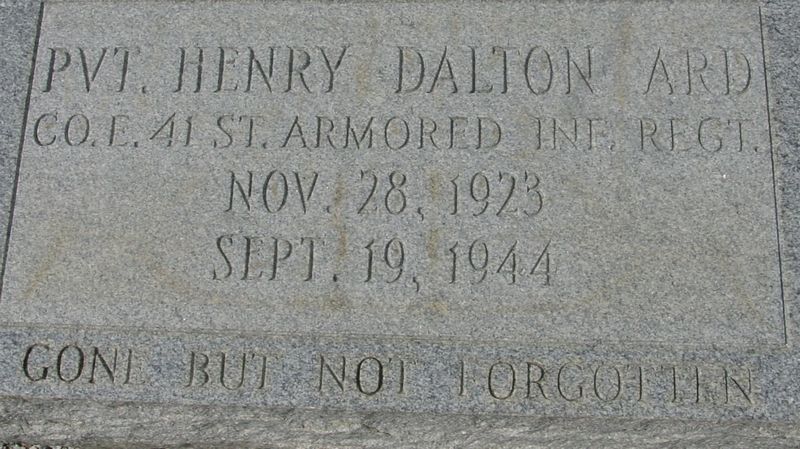 PVT. HENRY DALTON ARD
CO. E. 41 ST. ARMORED INF. REGT.
NOV. 28, 1923
SEPT. 19, 1944
GONE BUT NOT FORGOTTEN